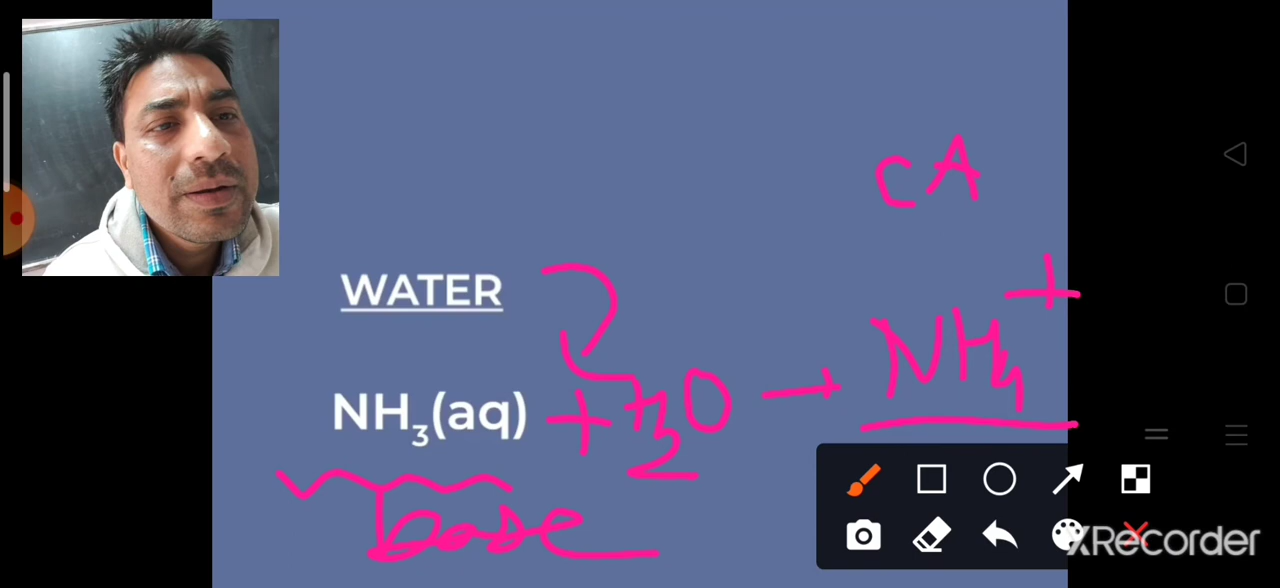 CA
WATER
NH₃(aq) + H₂O → NH₄⁺
base
XRecorder